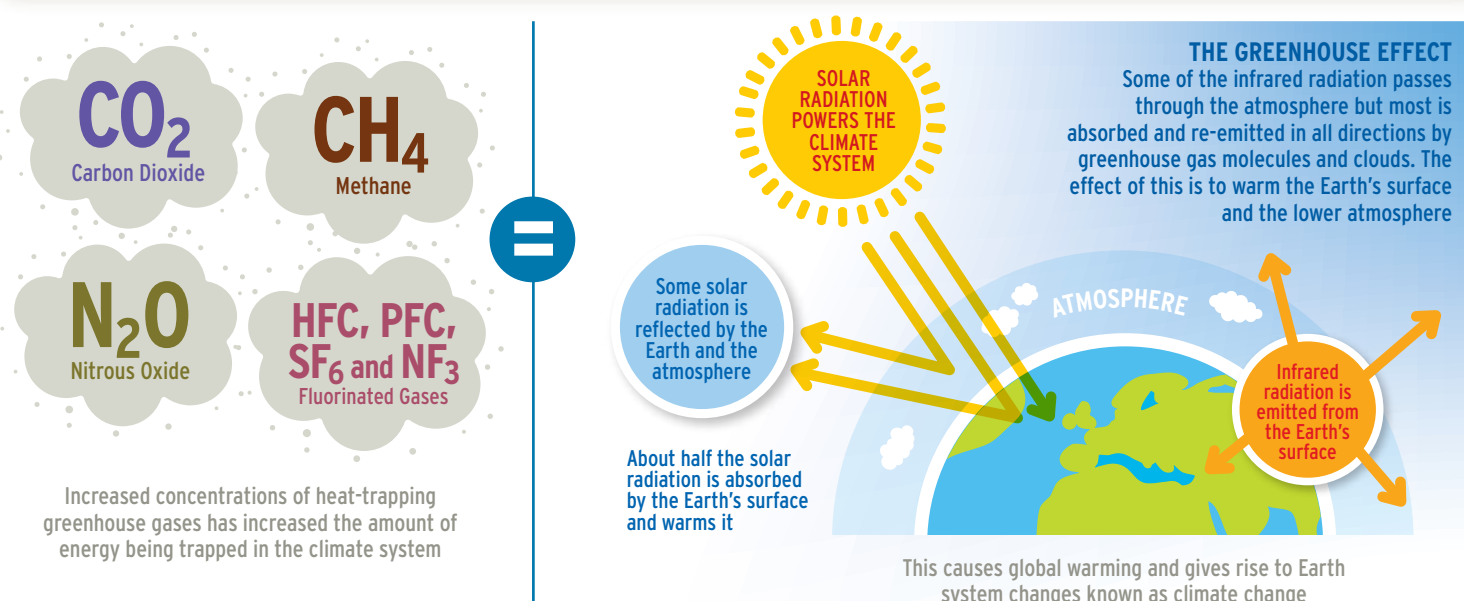 CO2
Carbon Dioxide
CH4
Methane
N2O
Nitrous Oxide
HFC, PFC,
SF6 and NF3
Fluorinated Gases
Increased concentrations of heat-trapping
greenhouse gases has increased the amount of
energy being trapped in the climate system
=
SOLAR
RADIATION
POWERS THE
CLIMATE
SYSTEM
THE GREENHOUSE EFFECT
Some of the infrared radiation passes
through the atmosphere but most is
absorbed and re-emitted in all directions by
greenhouse gas molecules and clouds. The
effect of this is to warm the Earth's surface
and the lower atmosphere
Some solar
radiation is
reflected by the
Earth and the
atmosphere
ATMOSPHERE
Infrared
radiation is
emitted from
the Earth's
surface
About half the solar
radiation is absorbed
by the Earth's surface
and warms it
This causes global warming and gives rise to Earth
system changes known as climate change